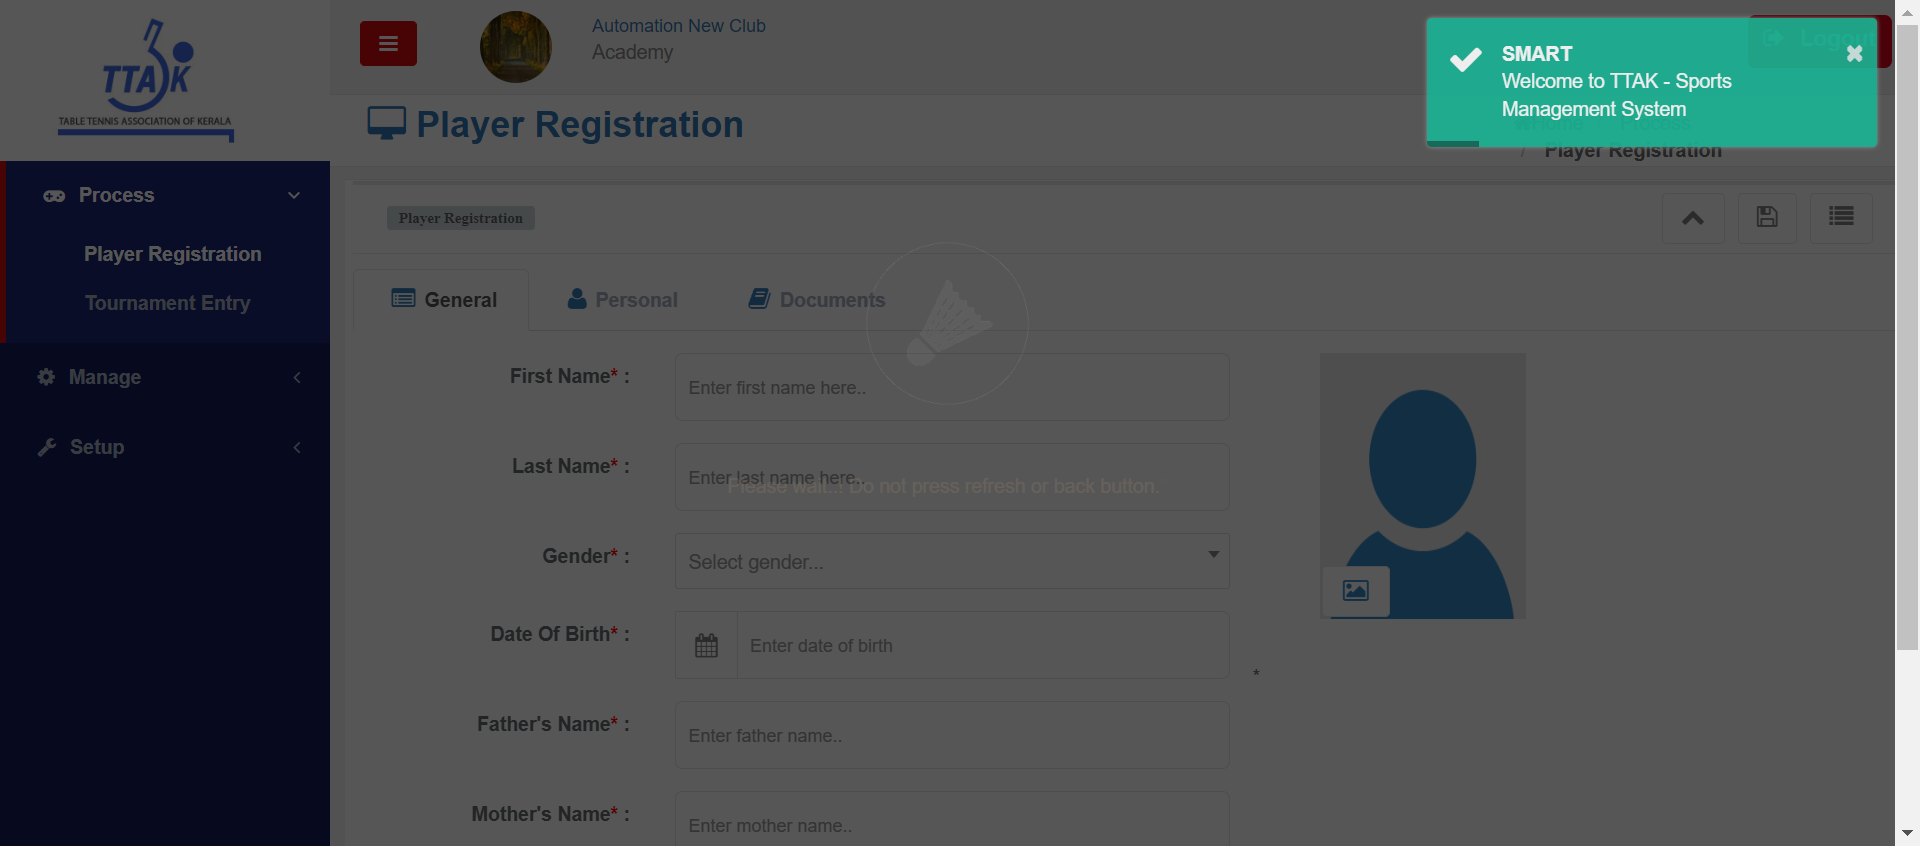 TTAK
TABLE TENNIS ASSOCIATION OF KERALA
Automation New Club
Academy
Logout
SMART
Welcome to TTAK - Sports
Management System
Player Registration
/ Player Registration
Process
Player Registration
Tournament Entry
Manage
Setup
Player Registration
General
Personal
Documents
First Name* :
Enter first name here..
Last Name* :
Enter last name here..
Please wait... Do not press refresh or back button.
Gender* :
Select gender...
Date Of Birth* :
Enter date of birth
*
Father's Name* :
Enter father name..
Mother's Name* :
Enter mother name..